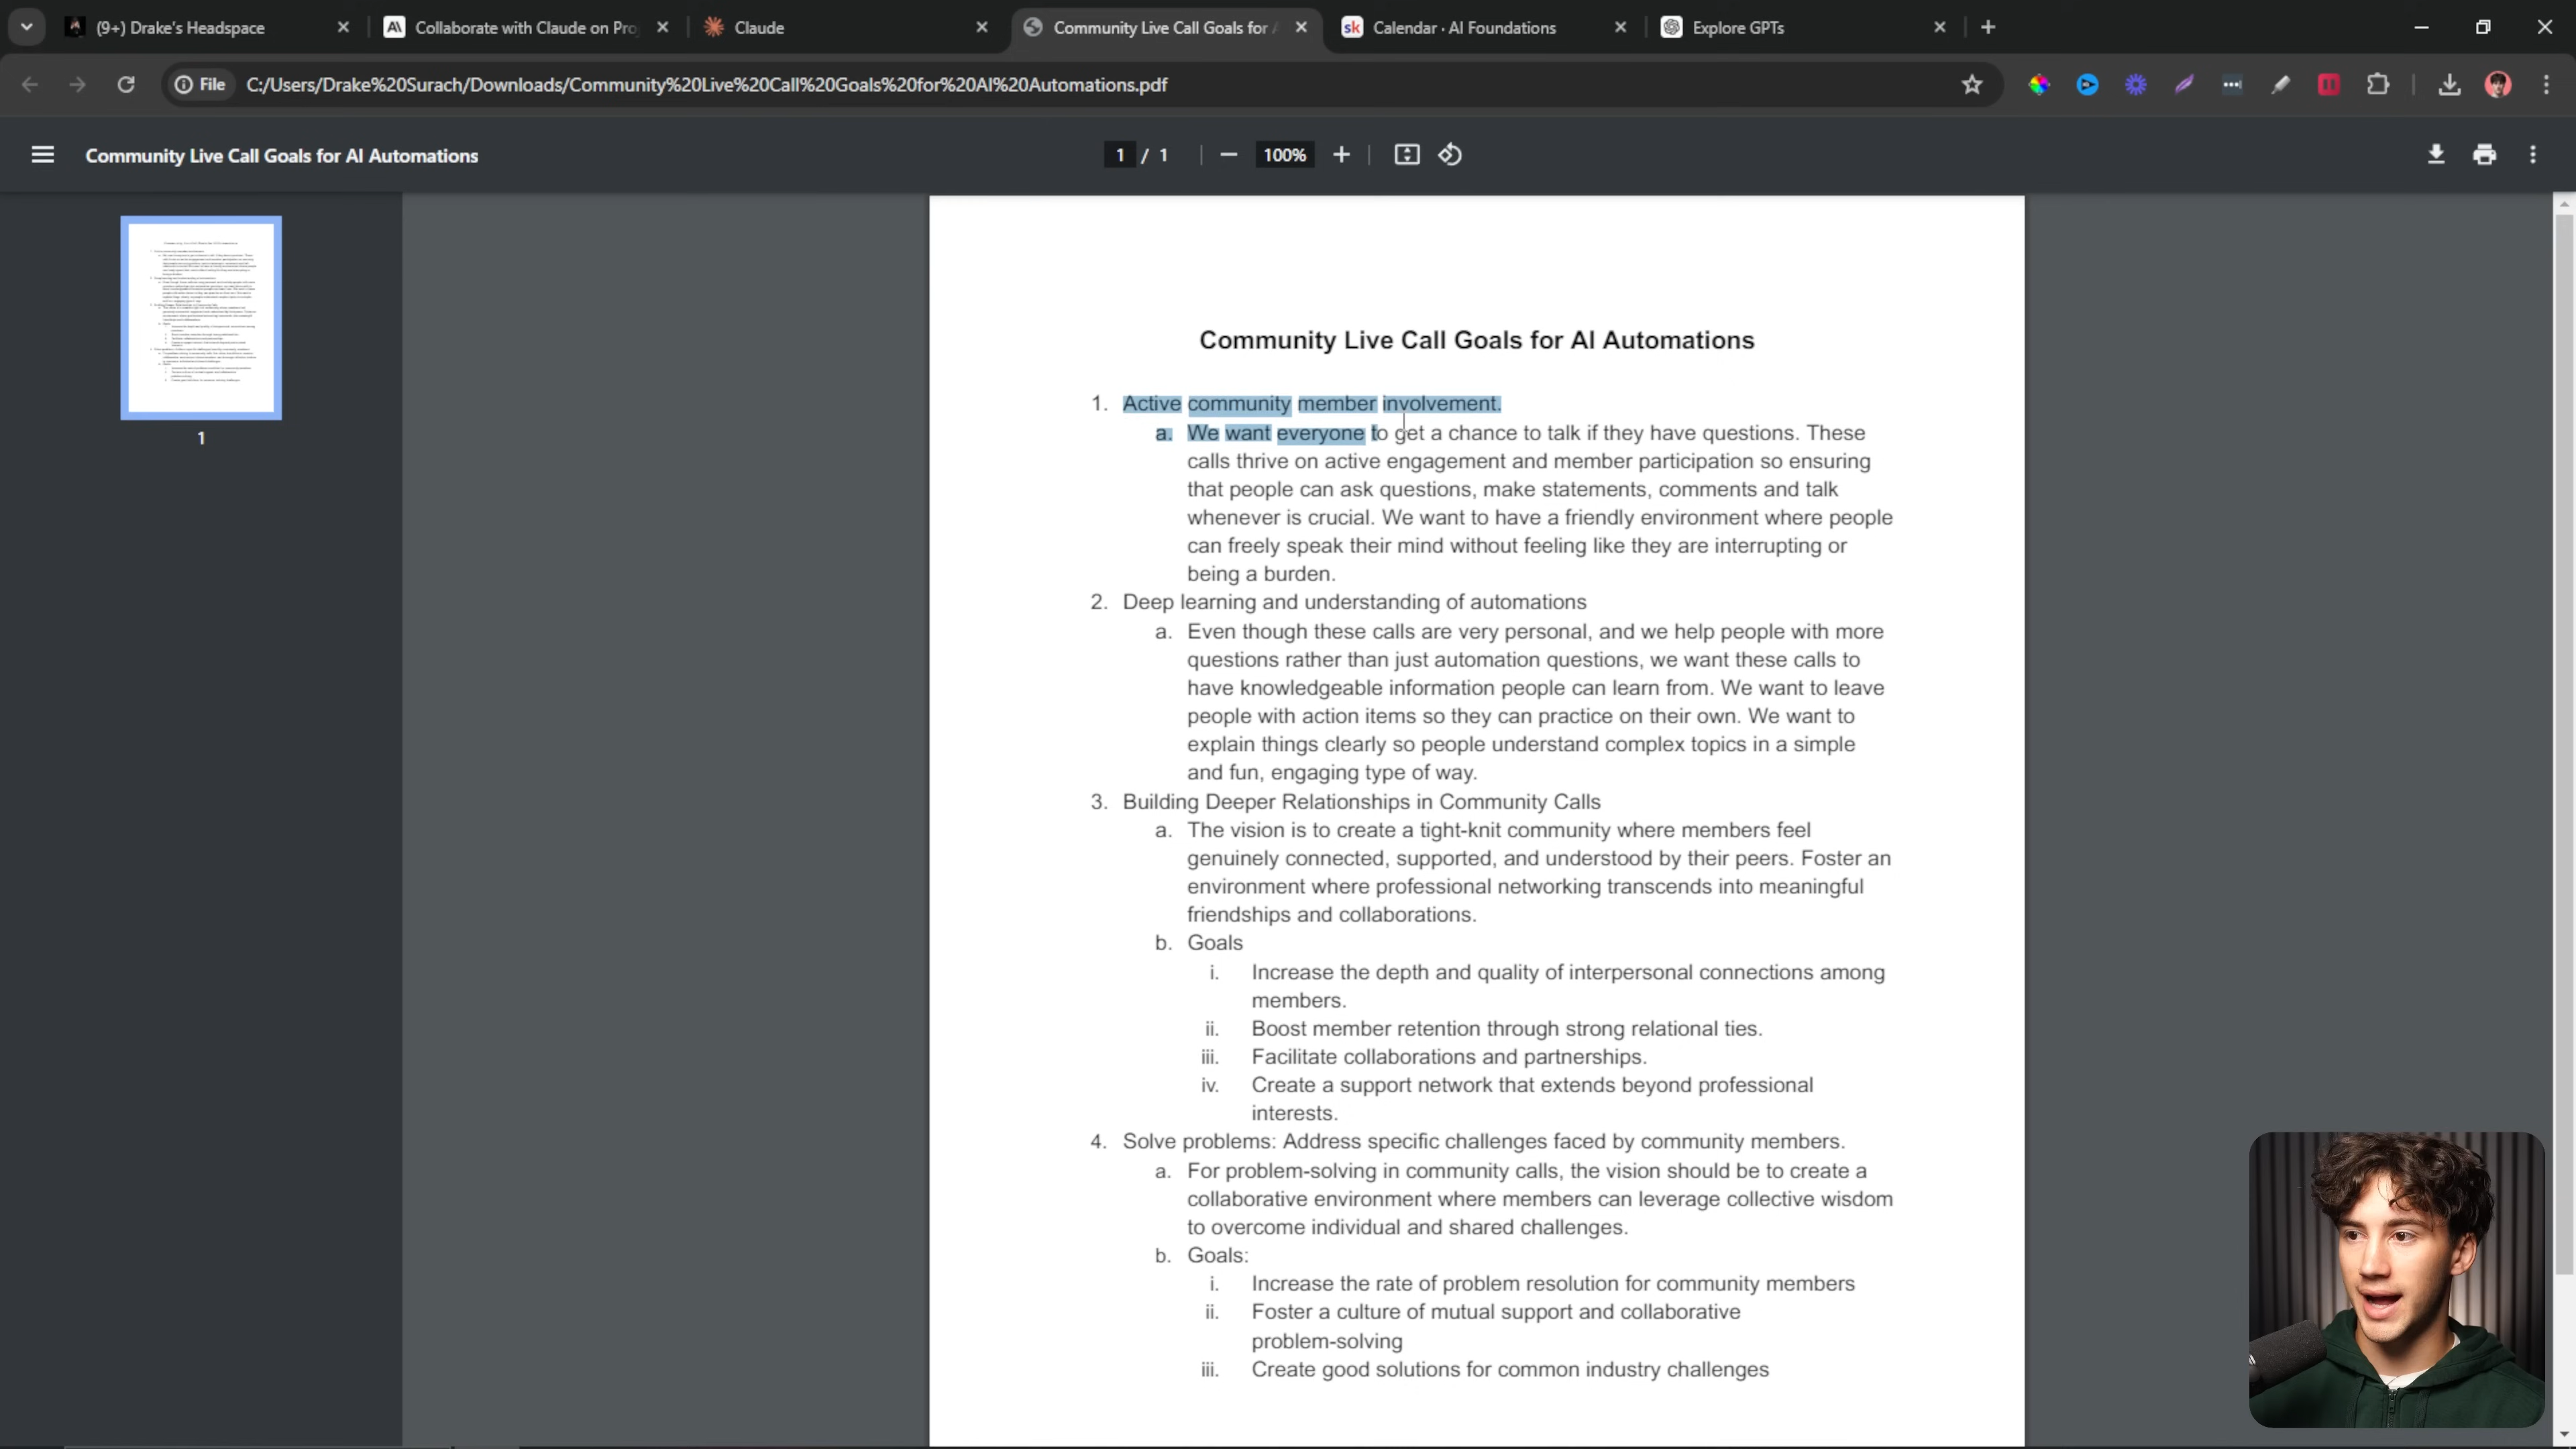 (9+) Drake's Headspace
Collaborate with Claude on Pro
Claude
Community Live Call Goals for
Calendar · AI Foundations
Explore GPTs
File
C:/Users/Drake%20Surach/Downloads/Community%20Live%20Call%20Goals%20for%20AI%20Automations.pdf
Community Live Call Goals for AI Automations
1 / 1
100%
1
Community Live Call Goals for AI Automations
1. Active community member involvement.
a. We want everyone to get a chance to talk if they have questions. These
calls thrive on active engagement and member participation so ensuring
that people can ask questions, make statements, comments and talk
whenever is crucial. We want to have a friendly environment where people
can freely speak their mind without feeling like they are interrupting or
being a burden.
2. Deep learning and understanding of automations
a. Even though these calls are very personal, and we help people with more
questions rather than just automation questions, we want these calls to
have knowledgeable information people can learn from. We want to leave
people with action items so they can practice on their own. We want to
explain things clearly so people understand complex topics in a simple
and fun, engaging type of way.
3. Building Deeper Relationships in Community Calls
a. The vision is to create a tight-knit community where members feel
genuinely connected, supported, and understood by their peers. Foster an
environment where professional networking transcends into meaningful
friendships and collaborations.
b. Goals
i. Increase the depth and quality of interpersonal connections among
members.
ii. Boost member retention through strong relational ties.
iii. Facilitate collaborations and partnerships.
iv. Create a support network that extends beyond professional
interests.
4. Solve problems: Address specific challenges faced by community members.
a. For problem-solving in community calls, the vision should be to create a
collaborative environment where members can leverage collective wisdom
to overcome individual and shared challenges.
b. Goals:
i. Increase the rate of problem resolution for community members
ii. Foster a culture of mutual support and collaborative
problem-solving
iii. Create good solutions for common industry challenges